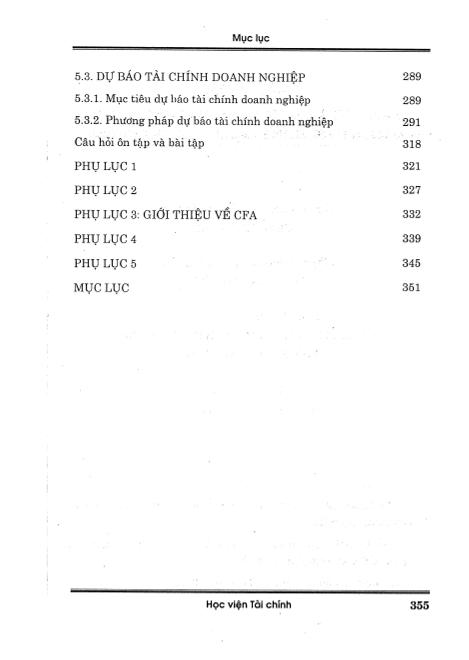 Mục lục
5.3. DỰ BÁO TÀI CHÍNH DOANH NGHIỆP 289
5.3.1. Mục tiêu dự báo tài chính doanh nghiệp 289
5.3.2. Phương pháp dự báo tài chính doanh nghiệp 291
Câu hỏi ôn tập và bài tập 318
PHỤ LỤC 1 321
PHỤ LỤC 2 327
PHỤ LỤC 3: GIỚI THIỆU VỀ CFA 332
PHỤ LỤC 4 339
PHỤ LỤC 5 345
MỤC LỤC 351
Học viện Tài chính 355